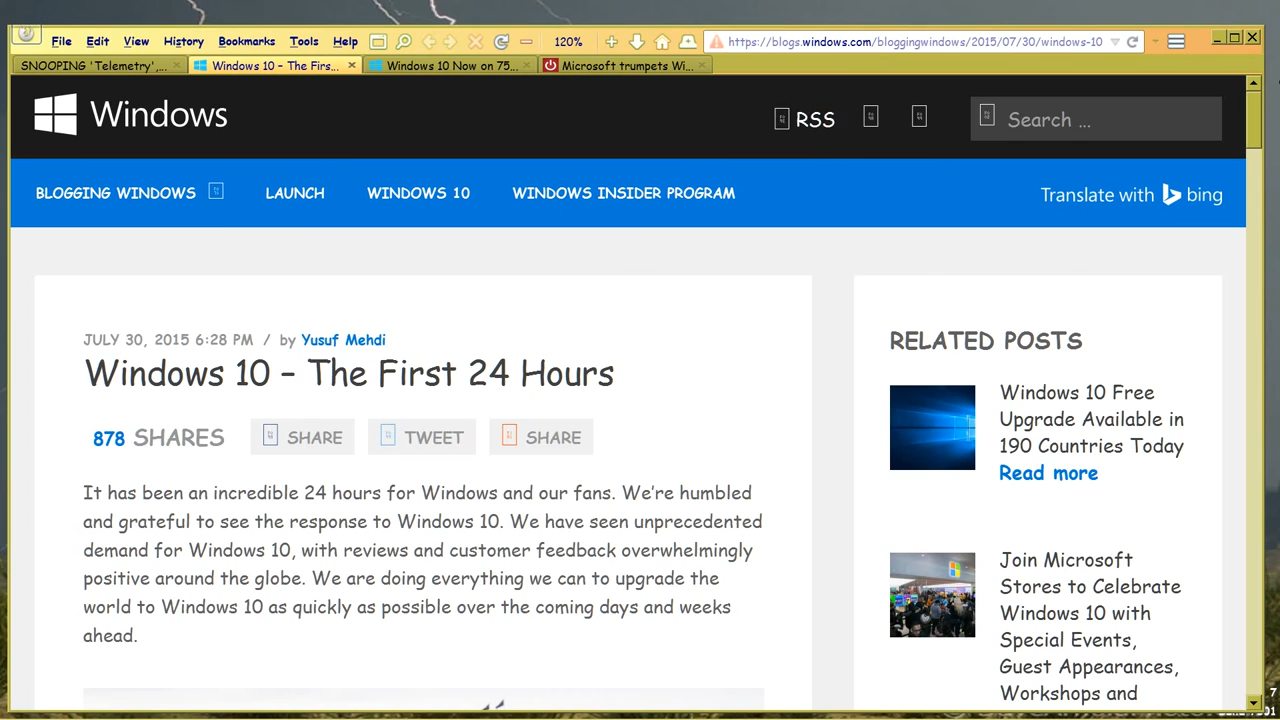 File Edit View History Bookmarks Tools Help 120% https://blogs.windows.com/bloggingwindows/2015/07/30/windows-10
SNOOPING 'Telemetry',... Windows 10 – The Firs... Windows 10 Now on 75... Microsoft trumpets Wi...
Windows RSS Search ...
BLOGGING WINDOWS LAUNCH WINDOWS 10 WINDOWS INSIDER PROGRAM Translate with bing
JULY 30, 2015 6:28 PM / by Yusuf Mehdi
Windows 10 – The First 24 Hours
878 SHARES SHARE TWEET SHARE
It has been an incredible 24 hours for Windows and our fans. We’re humbled
and grateful to see the response to Windows 10. We have seen unprecedented
demand for Windows 10, with reviews and customer feedback overwhelmingly
positive around the globe. We are doing everything we can to upgrade the
world to Windows 10 as quickly as possible over the coming days and weeks
ahead.
RELATED POSTS
Windows 10 Free
Upgrade Available in
190 Countries Today
Read more
Join Microsoft
Stores to Celebrate
Windows 10 with
Special Events,
Guest Appearances,
Workshops and
7